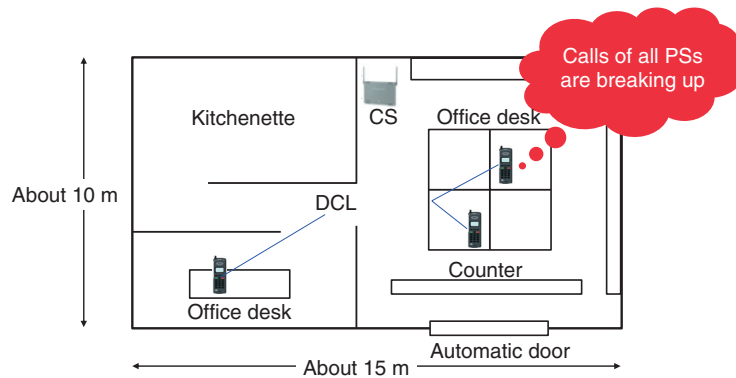 Calls of all PSs
are breaking up
Kitchenette
CS
Office desk
About 10 m
DCL
Counter
Office desk
Automatic door
About 15 m